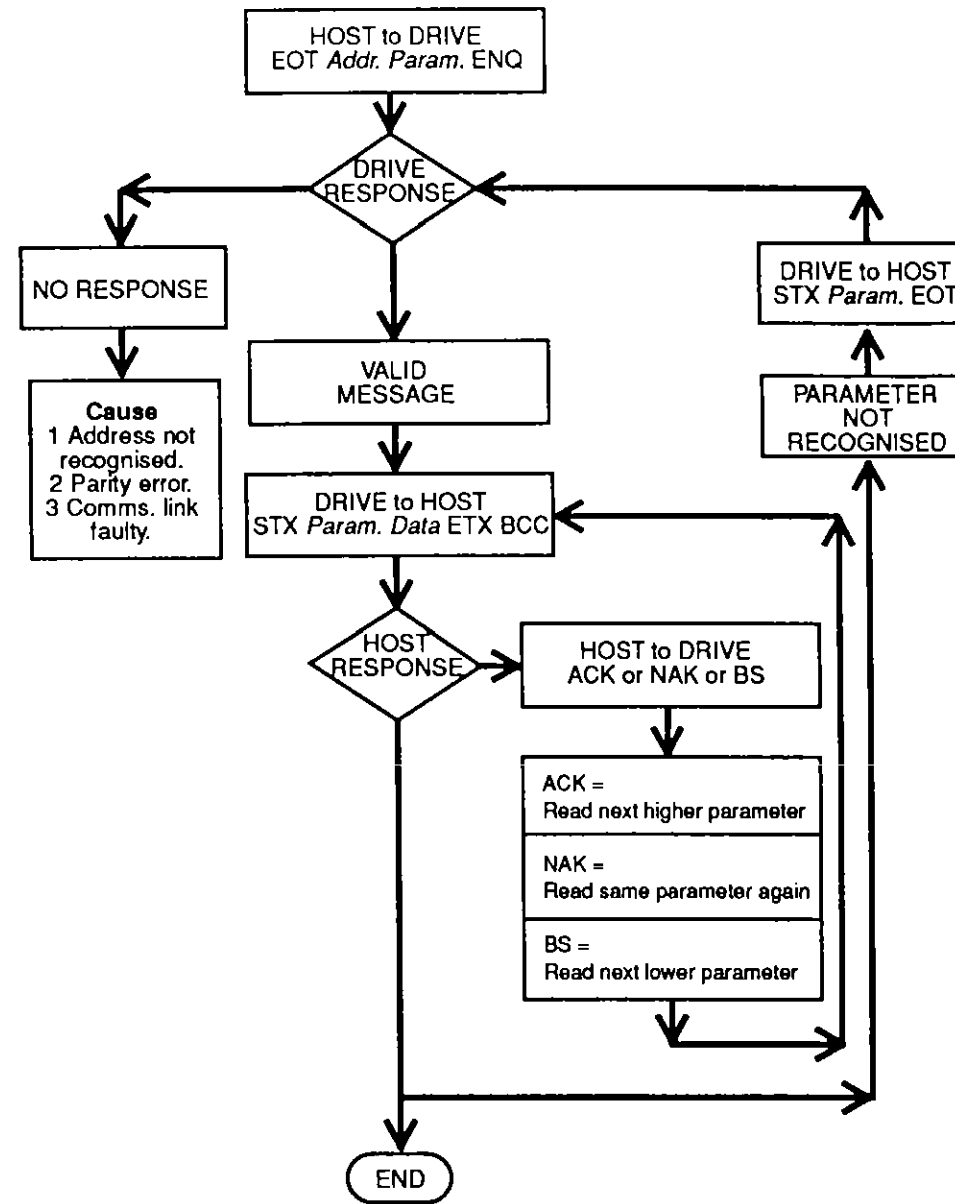 HOST to DRIVE
EOT Addr. Param. ENQ
DRIVE
RESPONSE
NO RESPONSE
Cause
1 Address not
recognised.
2 Parity error.
3 Comms. link
faulty.
VALID
MESSAGE
DRIVE to HOST
STX Param. Data ETX BCC
HOST
RESPONSE
HOST to DRIVE
ACK or NAK or BS
ACK =
Read next higher parameter
NAK =
Read same parameter again
BS =
Read next lower parameter
DRIVE to HOST
STX Param. EOT
PARAMETER
NOT
RECOGNISED
END